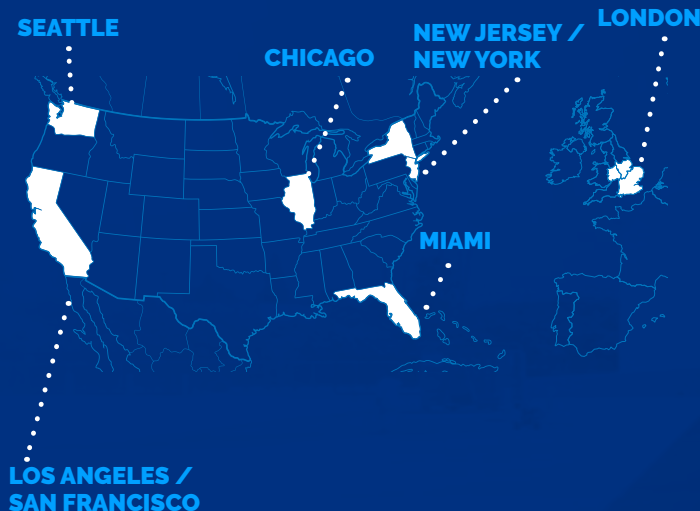 SEATTLE
CHICAGO
NEW JERSEY /
NEW YORK
LONDON
MIAMI
LOS ANGELES /
SAN FRANCISCO